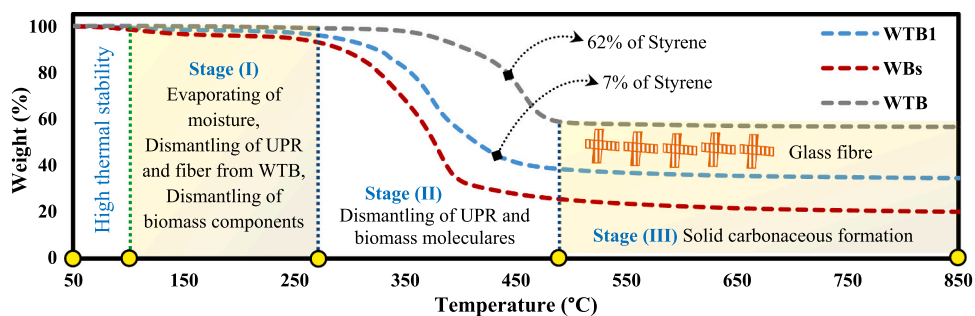 100
80
60
40
20
0
Weight (%)
High thermal stability
Stage (I)
Evaporating of
moisture,
Dismantling of UPR
and fiber from WTB,
Dismantling of
biomass components
62% of Styrene
7% of Styrene
WTB1
WBs
WTB
Glass fibre
Stage (II)
Dismantling of UPR and
biomass moleculares
Stage (III) Solid carbonaceous formation
50 150 250 350 450 550 650 750 850
Temperature (°C)